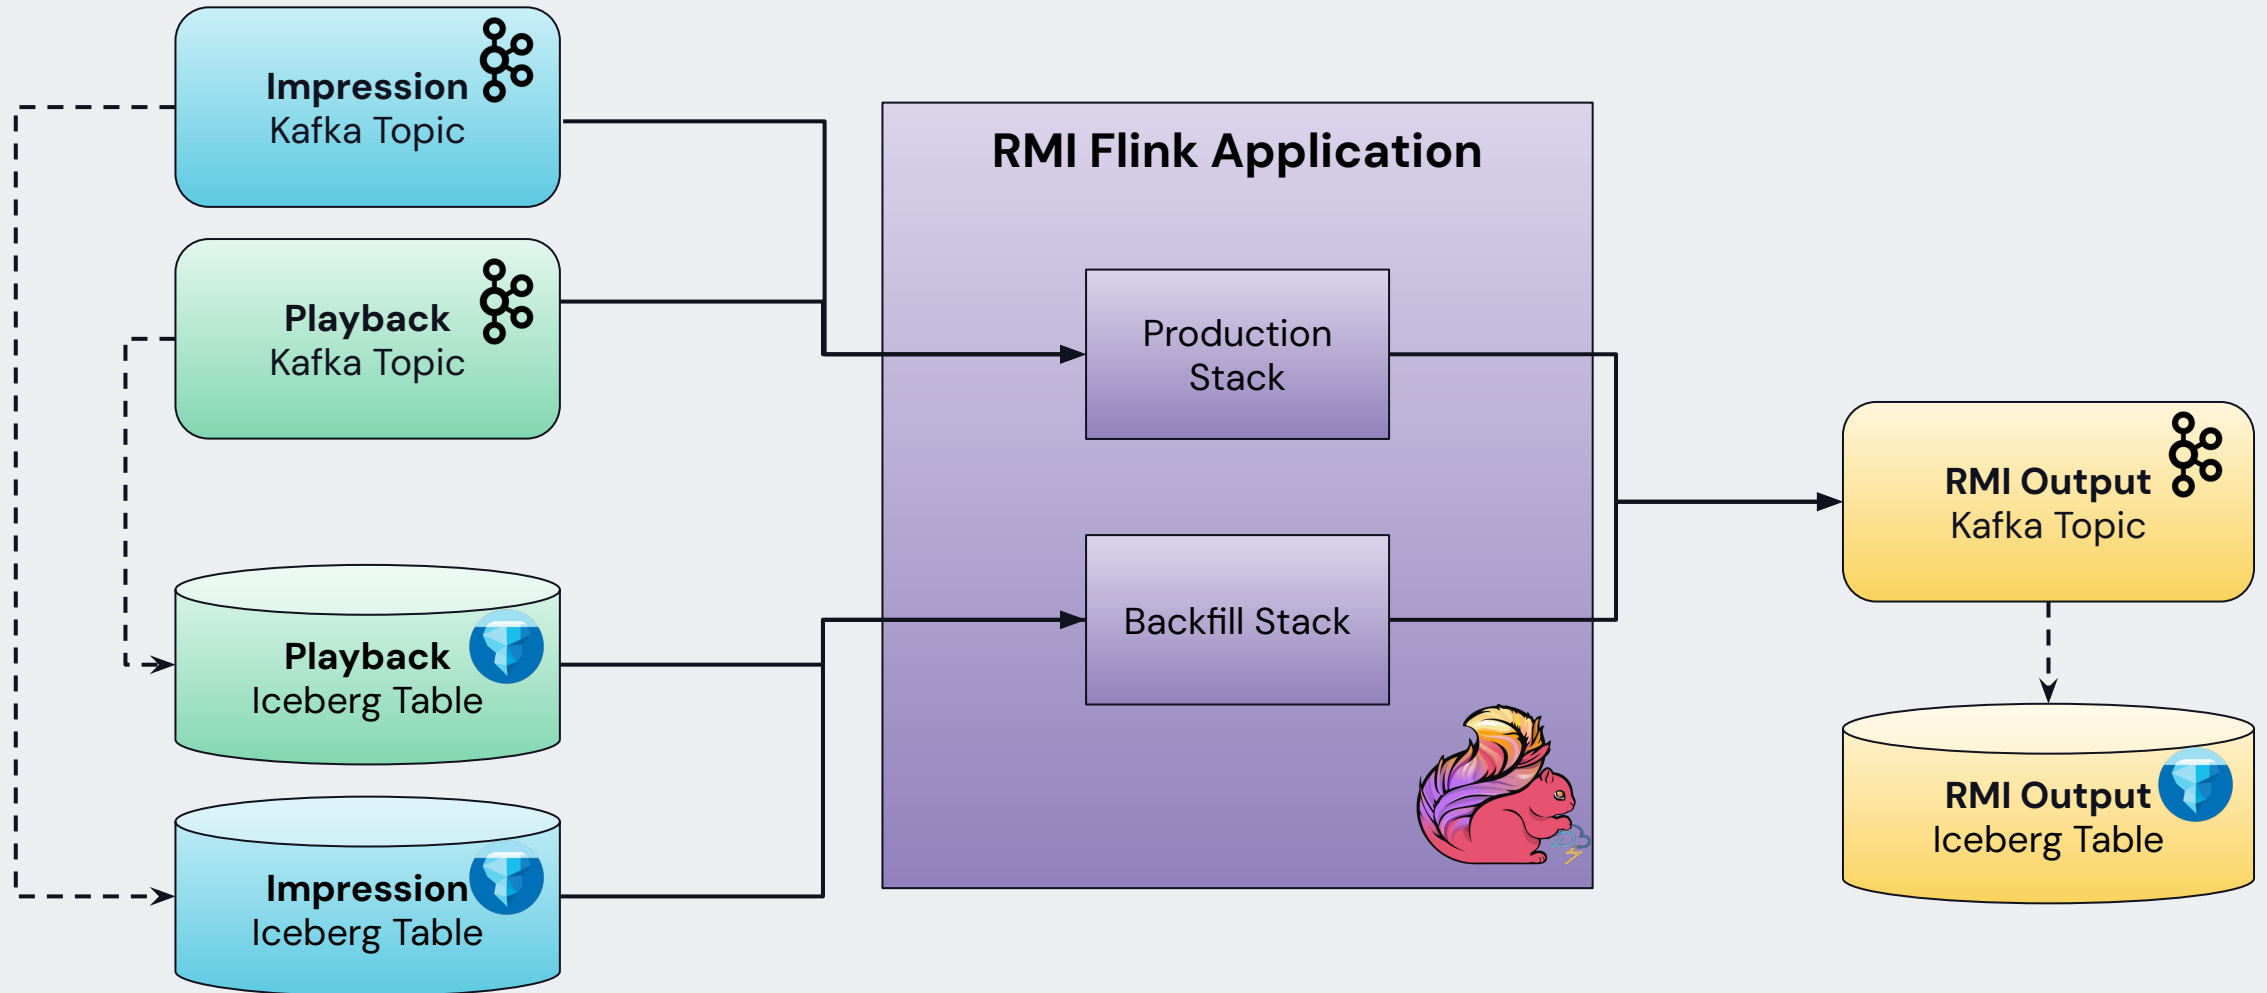 Impression
Kafka Topic
Playback
Kafka Topic
Playback
Iceberg Table
Impression
Iceberg Table
RMI Flink Application
Production
Stack
Backfill Stack
RMI Output
Kafka Topic
RMI Output
Iceberg Table